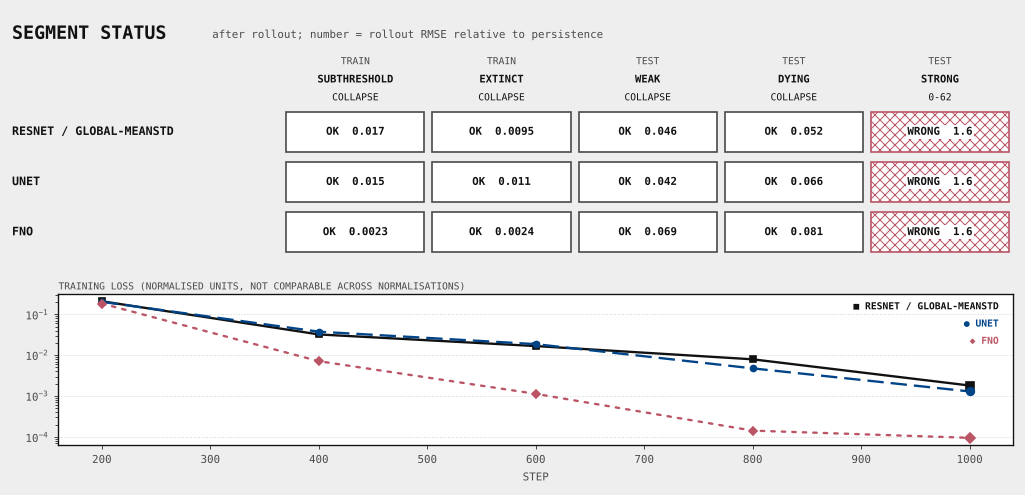 SEGMENT STATUS after rollout; number = rollout RMSE relative to persistence
TRAIN TRAIN TEST TEST TEST
SUBTHRESHOLD EXTINCT WEAK DYING STRONG
COLLAPSE COLLAPSE COLLAPSE COLLAPSE 0-62
RESNET / GLOBAL-MEANSTD OK 0.017 OK 0.0095 OK 0.046 OK 0.052 WRONG 1.6
UNET OK 0.015 OK 0.011 OK 0.042 OK 0.066 WRONG 1.6
FNO OK 0.0023 OK 0.0024 OK 0.069 OK 0.081 WRONG 1.6
TRAINING LOSS (NORMALISED UNITS, NOT COMPARABLE ACROSS NORMALISATIONS)
RESNET / GLOBAL-MEANSTD
UNET
FNO
10⁻¹
10⁻²
10⁻³
10⁻⁴
200 300 400 500 600 700 800 900 1000
STEP